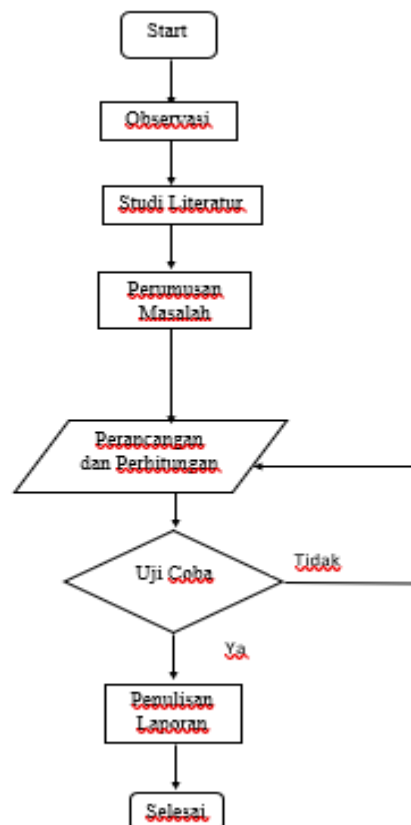 Start
Observasi
Studi Literatur
Perumusan
Masalah
Perancangan
dan Perhitungan
Uji Coba
Tidak
Ya
Penulisan
Laporan
Selesai